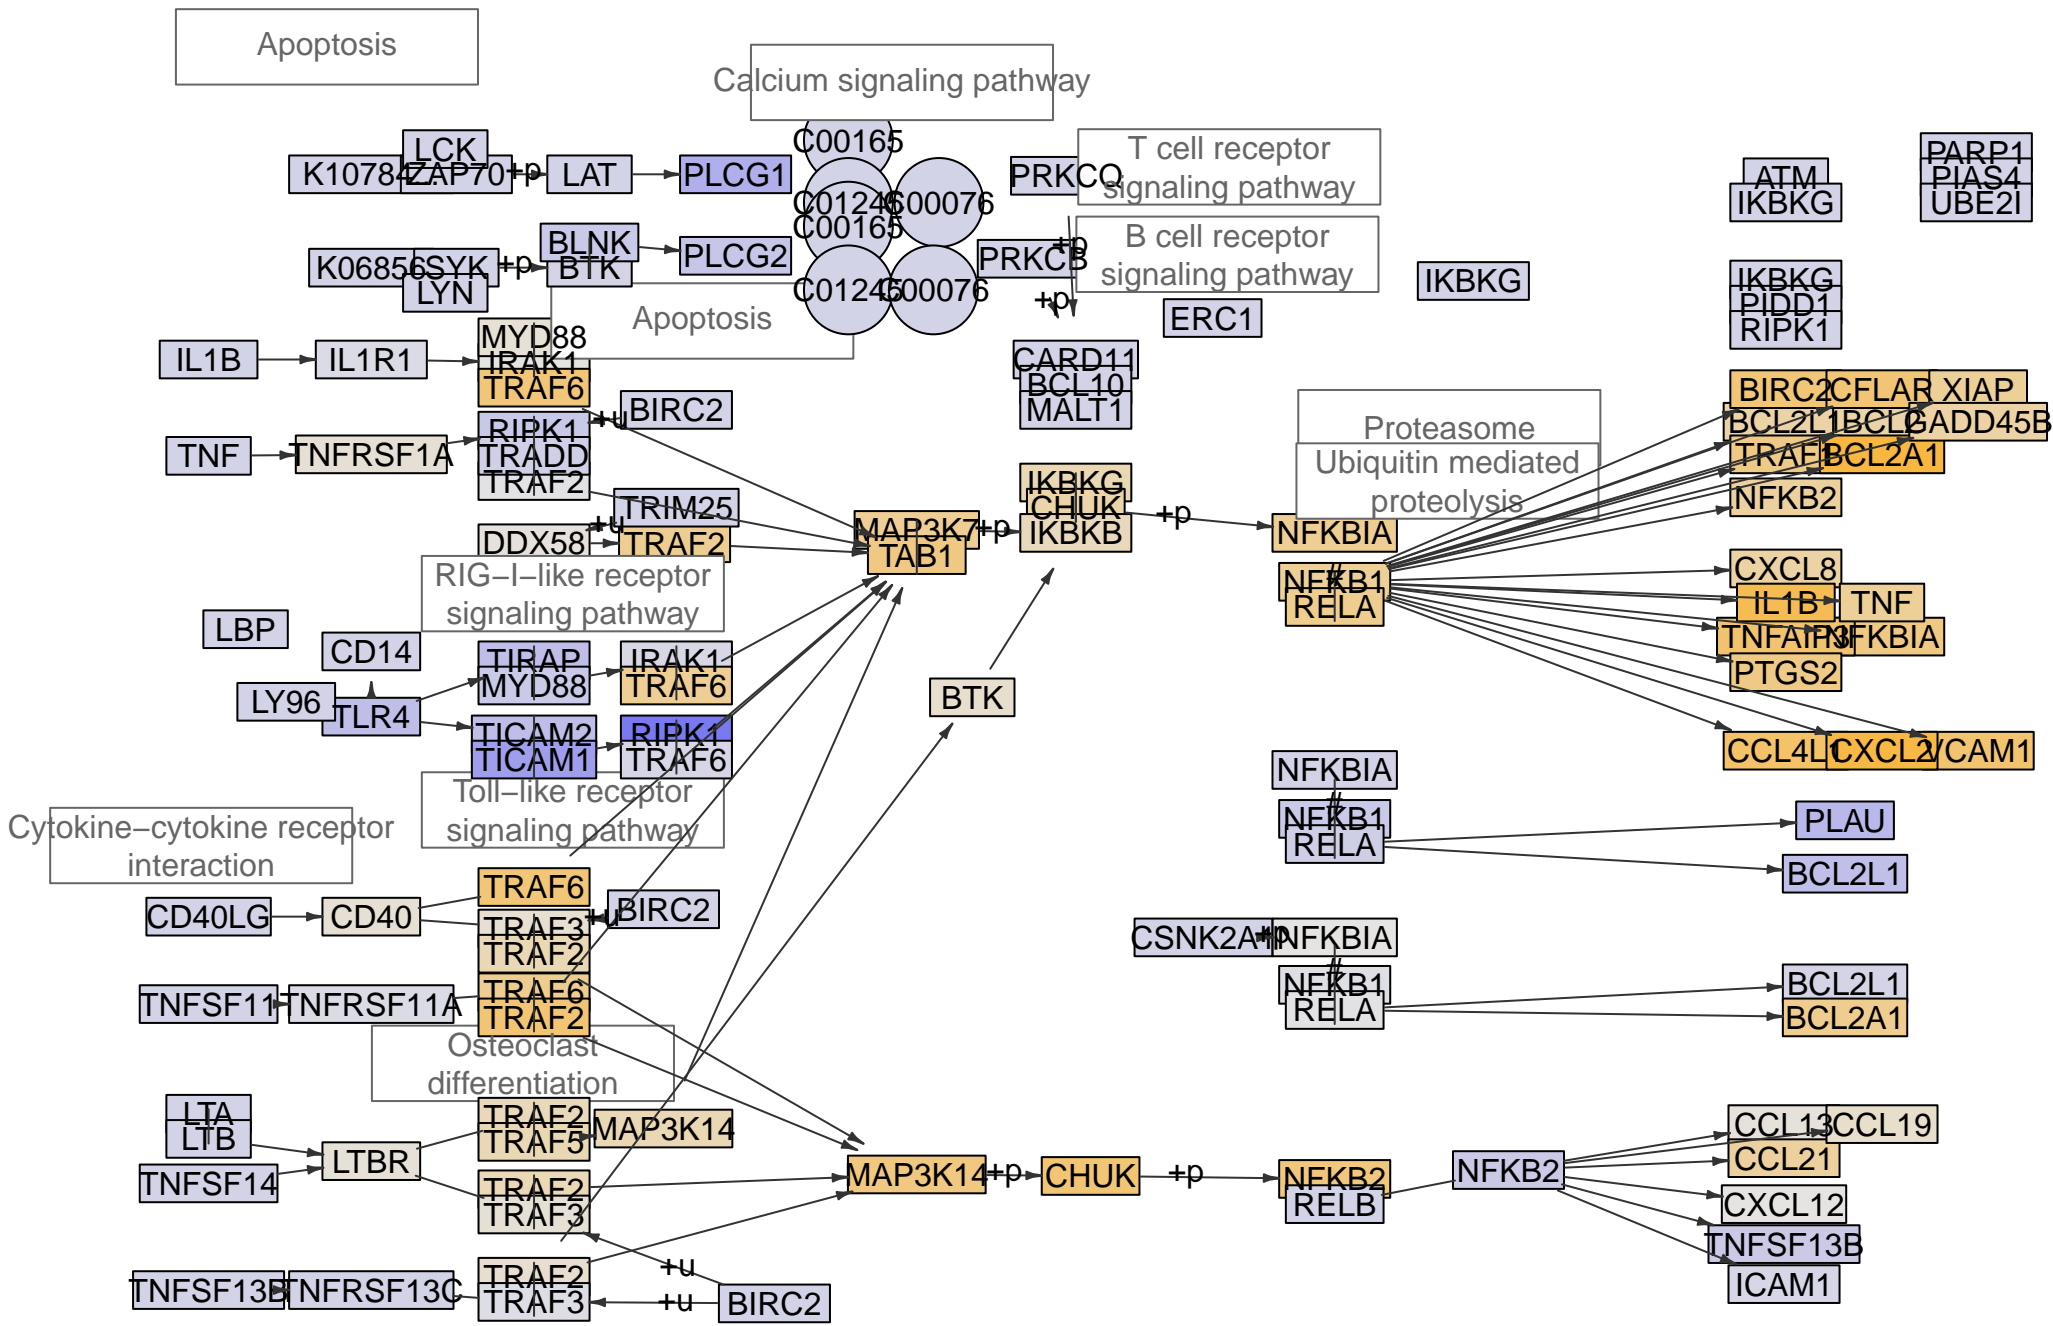 Apoptosis
Calcium signaling pathway
LCK
K10784
ZAP70
+p
LAT
PLCG1
C00165
C01245
C00076
C00165
C01245
C00076
PRKCQ
T cell receptor
signaling pathway
ATM
IKBKG
PARP1
PIAS4
UBE2I
BLNK
BTK
PLCG2
K06856
SYK
+p
LYN
PRKCB
+p
+p
B cell receptor
signaling pathway
ERC1
IKBKG
IKBKG
PIDD1
RIPK1
Apoptosis
IL1B
IL1R1
MYD88
IRAK1
TRAF6
CARD11
BCL10
MALT1
TNF
TNFRSF1A
RIPK1
TRADD
TRAF2
+u
BIRC2
Proteasome
Ubiquitin mediated
proteolysis
BIRC2
CFLAR
XIAP
BCL2L1
BCL2
GADD45B
TRAF1
BCL2A1
NFKB2
TRIM25
+u
DDX58
TRAF2
MAP3K7
TAB1
+p
IKBKG
CHUK
IKBKB
+p
NFKBIA
NFKB1
RELA
CXCL8
IL1B
TNF
TNFAIP3
NFKBIA
PTGS2
CCL4L1
CXCL2
VCAM1
RIG−I−like receptor
signaling pathway
LBP
CD14
LY96
TLR4
TIRAP
MYD88
IRAK1
TRAF6
TICAM2
TICAM1
RIPK1
TRAF6
BTK
Toll−like receptor
signaling pathway
NFKBIA
//
NFKB1
RELA
PLAU
BCL2L1
Cytokine−cytokine receptor
interaction
CD40LG
CD40
TRAF6
TRAF3
TRAF2
+u
BIRC2
CSNK2A1
+p
NFKBIA
//
NFKB1
RELA
BCL2L1
BCL2A1
TNFSF11
TNFRSF11A
TRAF6
TRAF2
Osteoclast
differentiation
LTA
LTB
TNFSF14
LTBR
TRAF2
TRAF5
MAP3K14
TRAF2
TRAF3
MAP3K14
+p
CHUK
+p
NFKB2
RELB
NFKB2
CCL13
CCL19
CCL21
CXCL12
TNFSF13B
ICAM1
TNFSF13B
TNFRSF13C
TRAF2
TRAF3
+u
+u
BIRC2